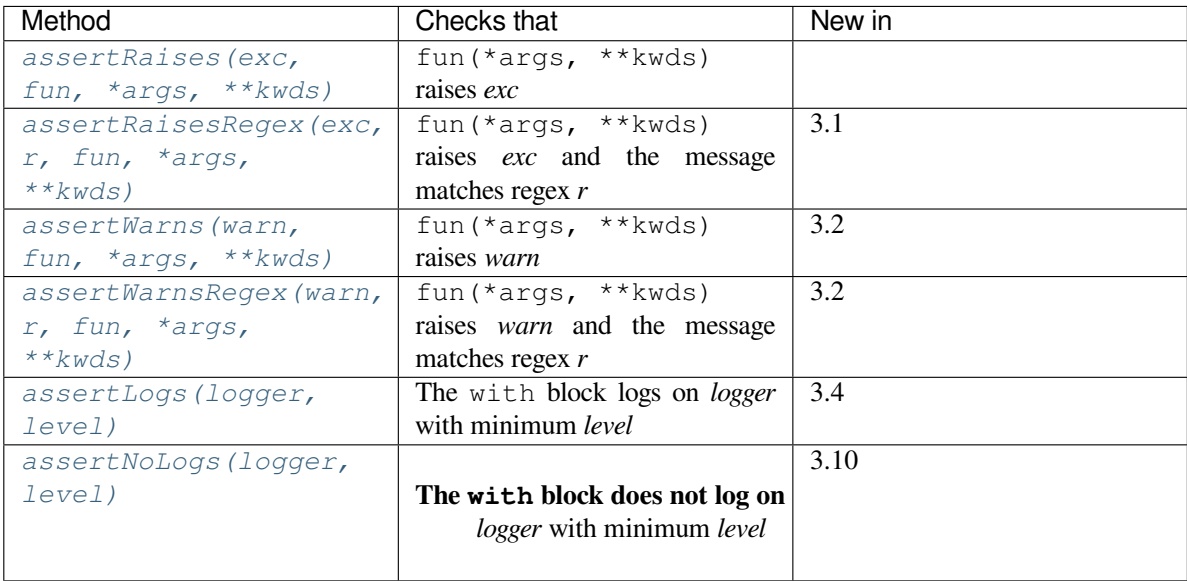 Method Checks that New in
assertRaises(exc, fun(*args, **kwds)
fun, *args, **kwds) raises exc
assertRaisesRegex(exc, fun(*args, **kwds) 3.1
r, fun, *args, raises exc and the message
**kwds) matches regex r
assertWarns(warn, fun(*args, **kwds) 3.2
fun, *args, **kwds) raises warn
assertWarnsRegex(warn, fun(*args, **kwds) 3.2
r, fun, *args, raises warn and the message
**kwds) matches regex r
assertLogs(logger, The with block logs on logger 3.4
level) with minimum level
assertNoLogs(logger, 3.10
level) The with block does not log on
logger with minimum level